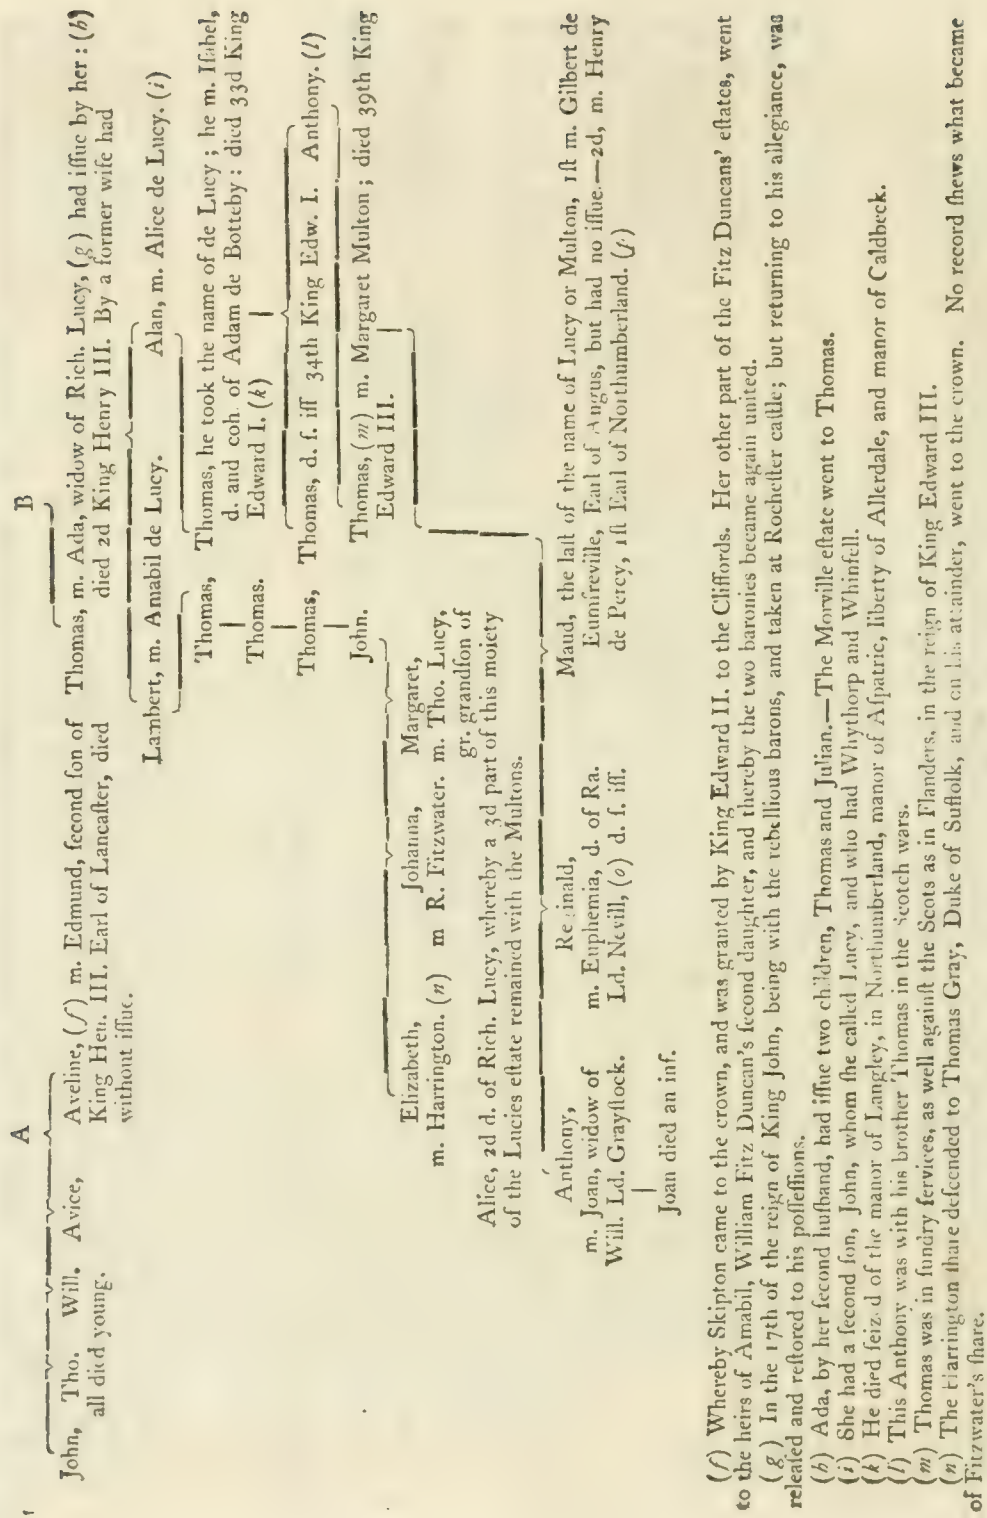 A
B
John, Tho. Will. Avice,
all died young.
Aveline, (f) m. Edmund, ſecond ſon of
King Hen. III. Earl of Lancaſter, died
without iſſue.
Thomas, m. Ada, widow of Rich. Lucy, (g) had iſſue by her : (h)
died 2d King Henry III. By a former wife had
Lambert, m. Amabil de Lucy.
Alan, m. Alice de Lucy. (i)
Thomas,
Thomas.
Thomas,
John.
Thomas, he took the name of de Lucy ; he m. Iſabel,
d. and coh. of Adam de Botteby : died 33d King
Edward I. (k)
Thomas, d. ſ. iſſ 34th King Edw. I.
Anthony. (l)
Thomas, (m) m. Margaret Multon ; died 39th King
Edward III.
Elizabeth,
m. Harrington. (n)
Johanna,
m R. Fitzwater.
Margaret,
m. Tho. Lucy,
gr. grandſon of
Alice, 2d d. of Rich. Lucy, whereby a 3d part of this moiety
of the Lucies eſtate remained with the Multons.
Anthony,
m. Joan, widow of
Will. Ld. Grayſtock.
Joan died an inf.
Reginald,
m. Euphemia, d. of Ra.
Ld. Nevill, (o) d. ſ. iſſ.
Maud, the laſt of the name of Lucy or Multon, 1ſt m. Gilbert de
Eumfreville, Earl of Angus, but had no iſſue.—2d, m. Henry
de Percy, 1ſt Earl of Northumberland. (p)
(f) Whereby Skipton came to the crown, and was granted by King Edward II. to the Cliffords. Her other part of the Fitz Duncans' eſtates, went
to the heirs of Amabil, William Fitz Duncan's ſecond daughter, and thereby the two baronies became again united.
(g) In the 17th of the reign of King John, being with the rebellious barons, and taken at Rocheſter caſtle; but returning to his allegiance, was
releaſed and reſtored to his poſſeſſions.
(h) Ada, by her ſecond huſband, had iſſue two children, Thomas and Julian.—The Morville eſtate went to Thomas.
(i) She had a ſecond ſon, John, whom ſhe called Lucy, and who had Whythorp and Whinfell.
(k) He died ſeized of the manor of Langley, in Northumberland, manor of Aſpatric, liberty of Allerdale, and manor of Caldbeck.
(l) This Anthony was with his brother Thomas in the Scotch wars.
(m) Thomas was in ſundry ſervices, as well againſt the Scots as in Flanders, in the reign of King Edward III.
(n) The Harrington ſhare deſcended to Thomas Gray, Duke of Suffolk, and on his attainder, went to the crown. No record ſhews what became
of Fitzwater's ſhare.